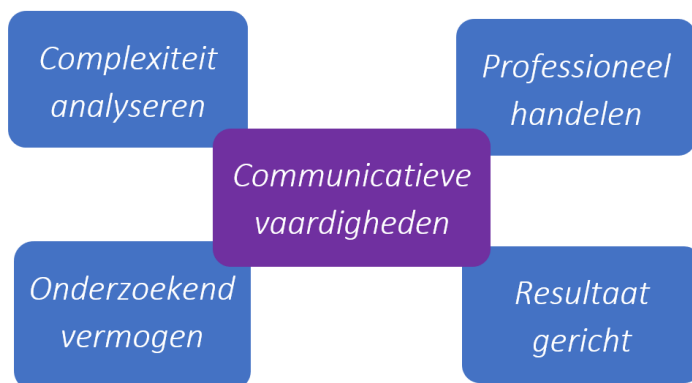 Complexiteit
analyseren
Professioneel
handelen
Communicatieve
vaardigheden
Onderzoekend
vermogen
Resultaat
gericht